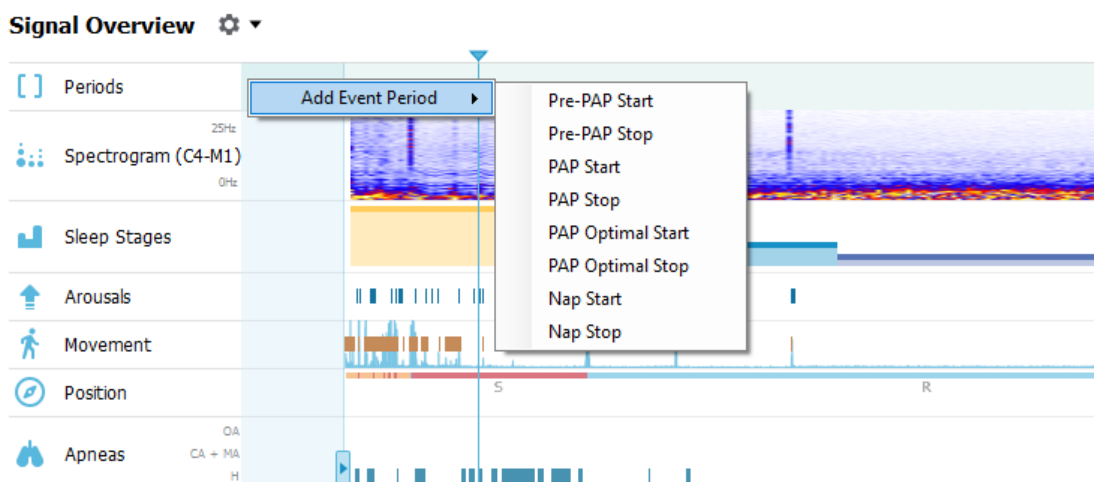 Signal Overview
Periods
Add Event Period
Pre-PAP Start
Pre-PAP Stop
PAP Start
PAP Stop
PAP Optimal Start
PAP Optimal Stop
Nap Start
Nap Stop
25Hz
Spectrogram (C4-M1)
0Hz
Sleep Stages
Arousals
Movement
Position
S
R
Apneas
OA
CA + MA
H